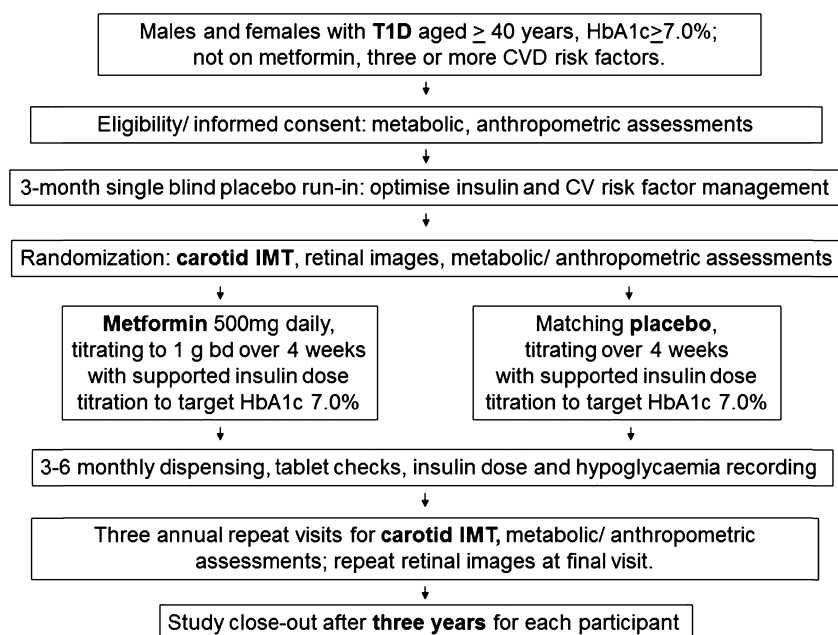 Males and females with T1D aged ≥ 40 years, HbA1c≥7.0%;
not on metformin, three or more CVD risk factors.
Eligibility/ informed consent: metabolic, anthropometric assessments
3-month single blind placebo run-in: optimise insulin and CV risk factor management
Randomization: carotid IMT, retinal images, metabolic/ anthropometric assessments
Metformin 500mg daily,
titrating to 1 g bd over 4 weeks
with supported insulin dose
titration to target HbA1c 7.0%
Matching placebo,
titrating over 4 weeks
with supported insulin dose
titration to target HbA1c 7.0%
3-6 monthly dispensing, tablet checks, insulin dose and hypoglycaemia recording
Three annual repeat visits for carotid IMT, metabolic/ anthropometric
assessments; repeat retinal images at final visit.
Study close-out after three years for each participant